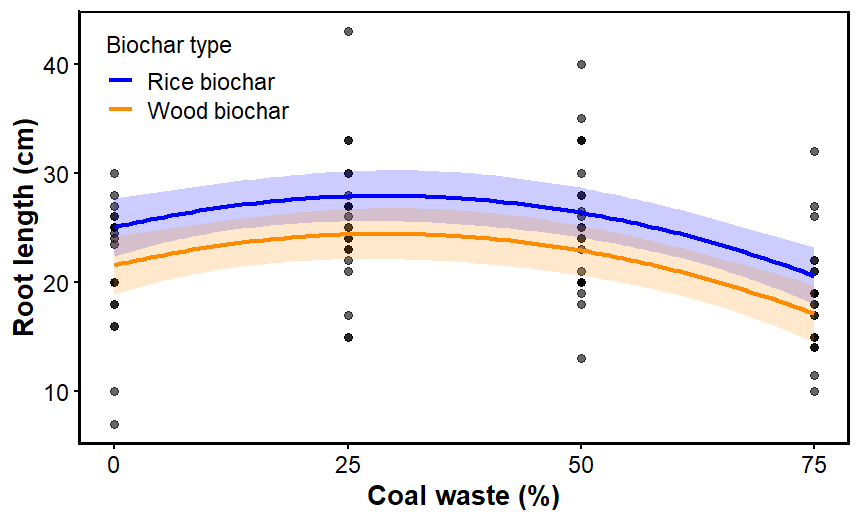 Biochar type
Rice biochar
Wood biochar
Root length (cm)
40
30
20
10
0 25 50 75
Coal waste (%)